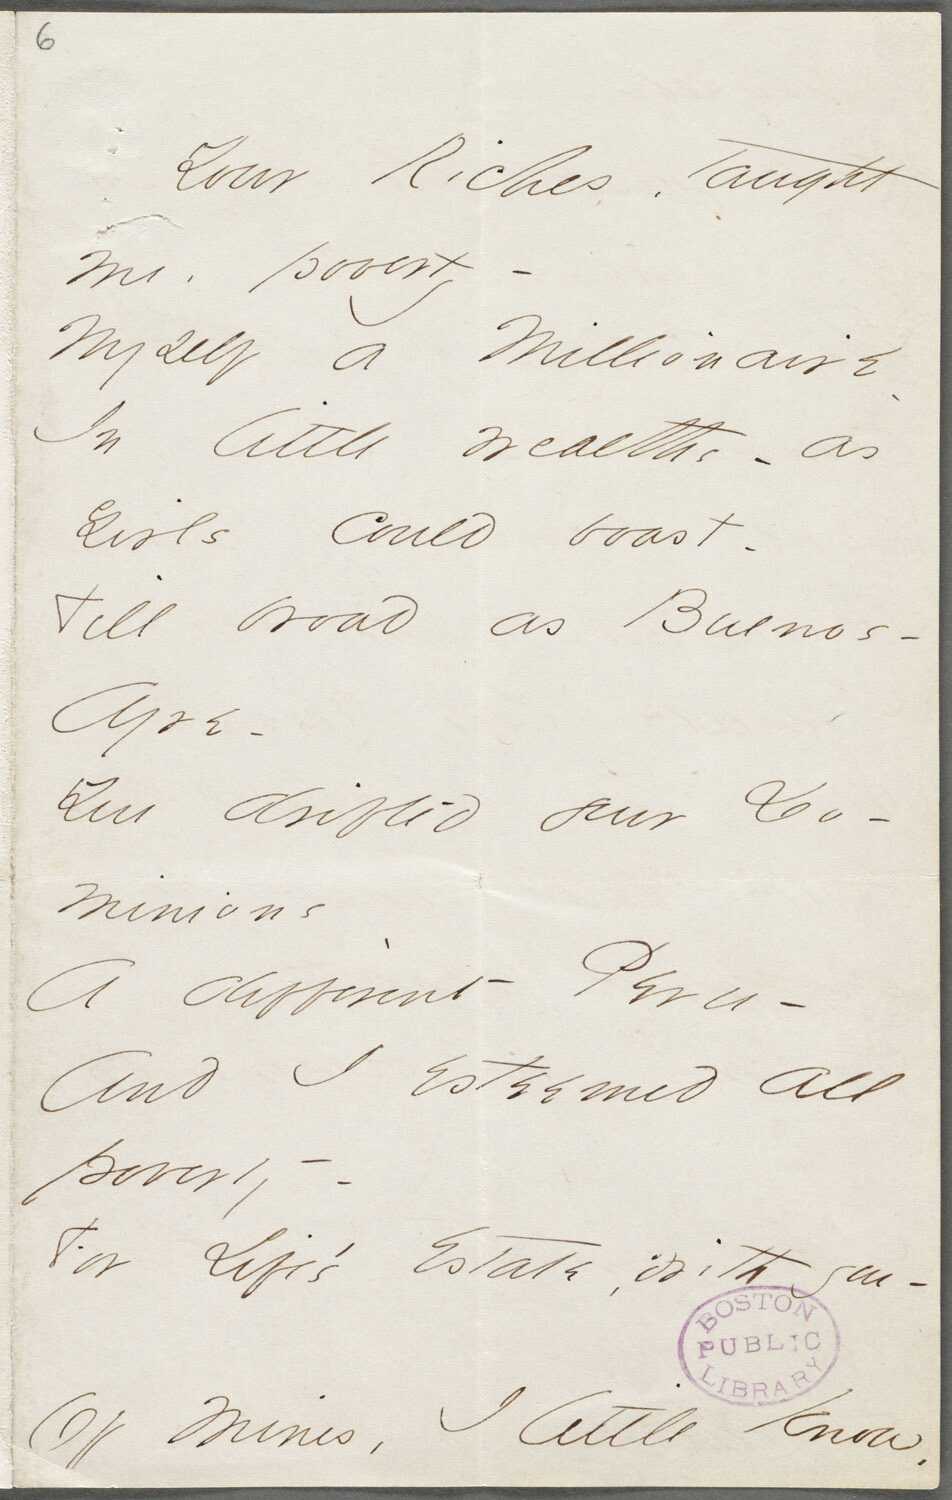 6
Your Riches, taught
me, poverty -
Myself a Millionaire
In little wealths - as
Girls could boast -
Till broad as Buenos -
Ayre -
You drifted your Do -
minions
A different Peru -
And I esteemed all
poverty -
For Life's Estate, with you -
Of Mines, I little know,
BOSTON
PUBLIC
LIBRARY